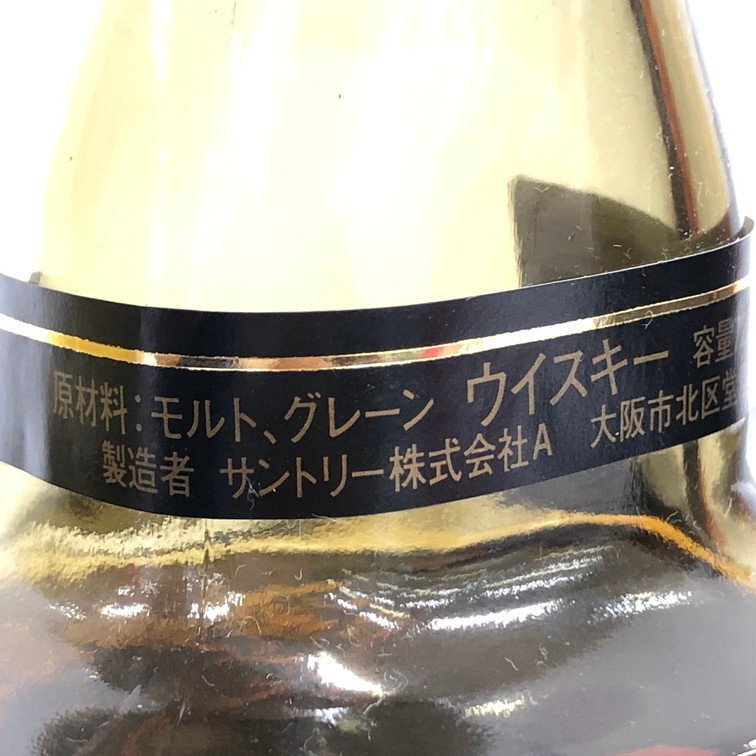 原材料:モルト、グレーン ウイスキー 容量
製造者 サントリー株式会社A 大阪市北区堂